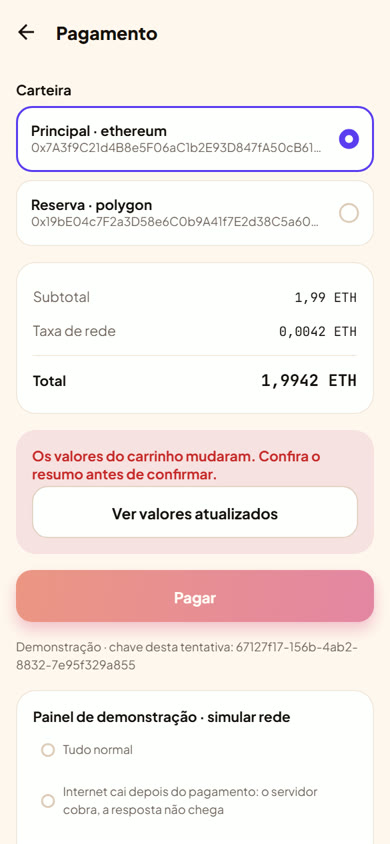 Pagamento
Carteira
Principal · ethereum
0x7A3f9C21d4B8e5F06aC1b2E93D847fA50cB61...
Reserva · polygon
0x19bE04c7F2a3D58e6C0b9A41f7E2d38C5a60...
Subtotal 1,99 ETH
Taxa de rede 0,0042 ETH
Total 1,9942 ETH
Os valores do carrinho mudaram. Confira o
resumo antes de confirmar.
Ver valores atualizados
Pagar
Demonstração · chave desta tentativa: 67127f17-156b-4ab2-
8832-7e95f329a855
Painel de demonstração · simular rede
Tudo normal
Internet cai depois do pagamento: o servidor
cobra, a resposta não chega